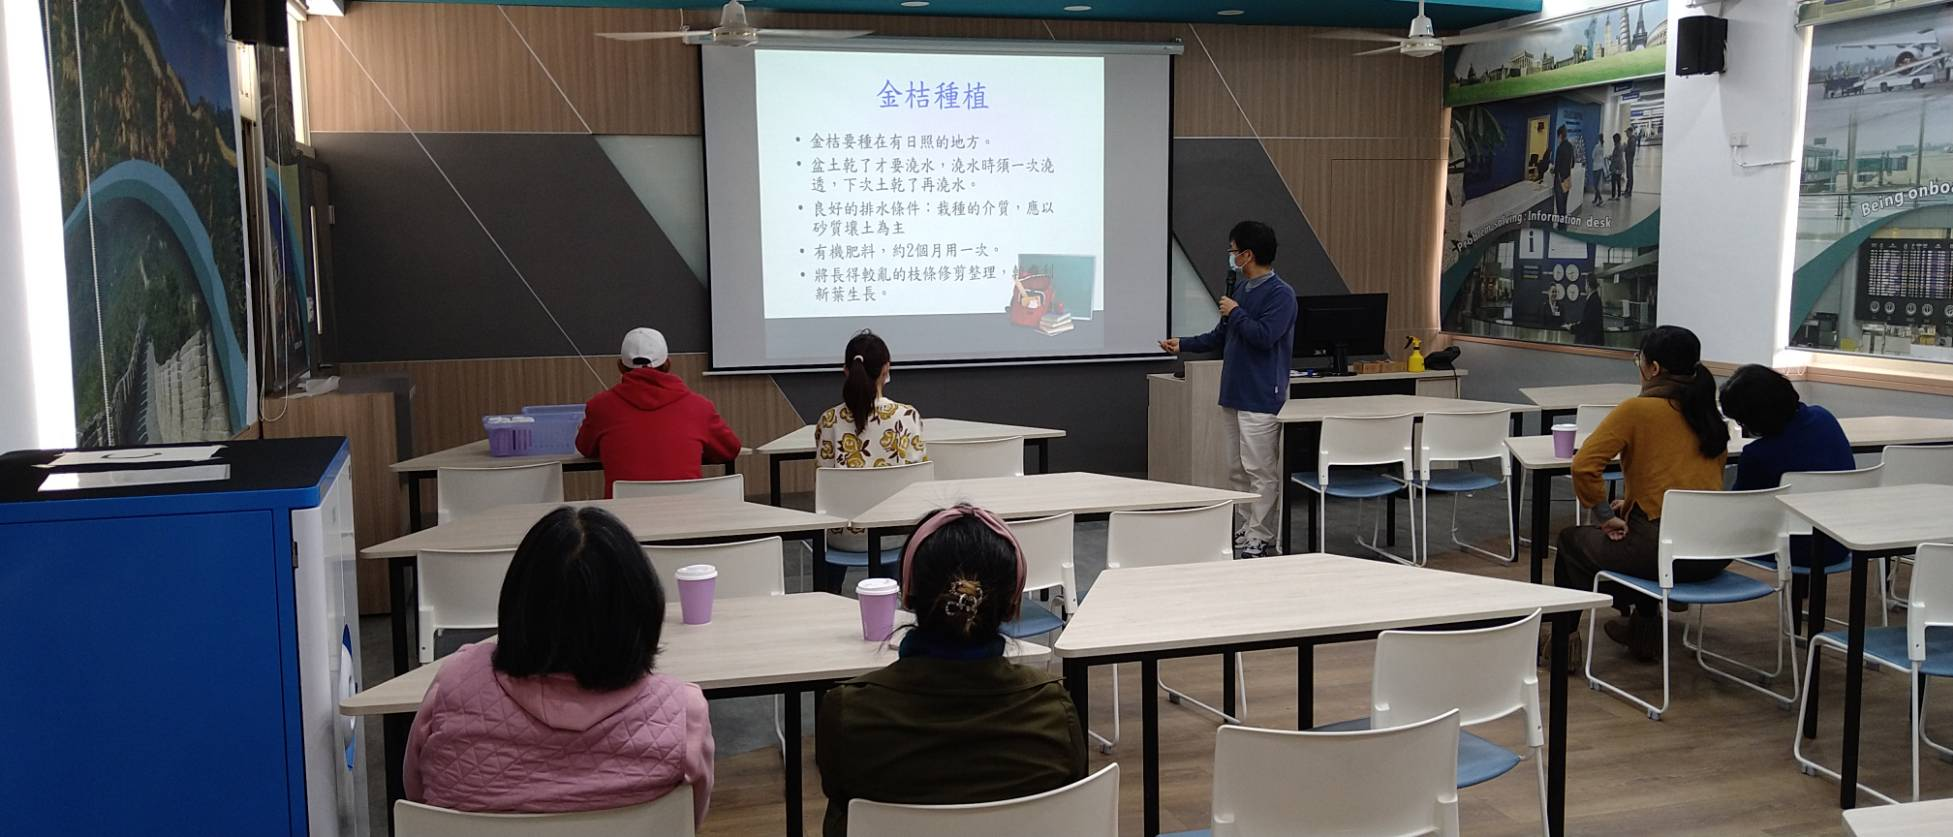 金桔種植
• 金桔要種在有日照的地方。
• 盆土乾了才要澆水，澆水時須一次澆
透，下次土乾了再澆水。
• 良好的排水條件：栽種的介質，應以
砂質壤土為主
• 有機肥料，約2個月用一次。
• 將長得較亂的枝條修剪整理，
新葉生長。
Problem solving: Information desk
Being onboa